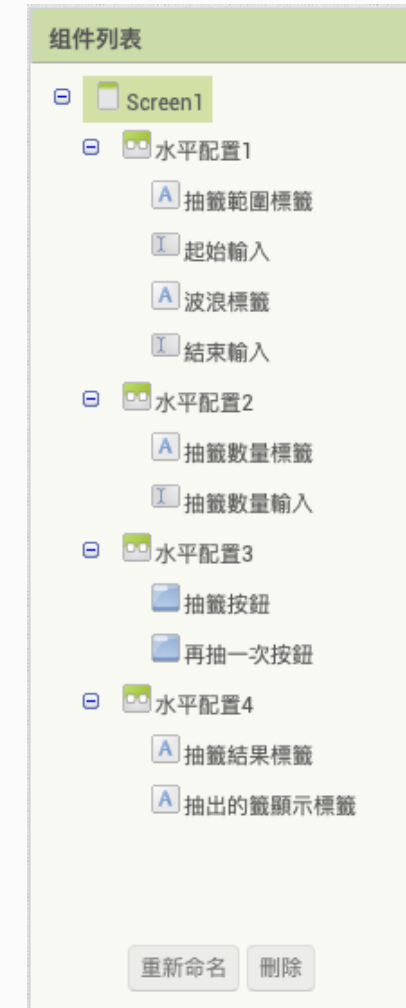 组件列表
Screen1
水平配置1
抽籤範圍標籤
起始輸入
波浪標籤
結束輸入
水平配置2
抽籤數量標籤
抽籤數量輸入
水平配置3
抽籤按鈕
再抽一次按鈕
水平配置4
抽籤結果標籤
抽出的籤顯示標籤
重新命名 刪除